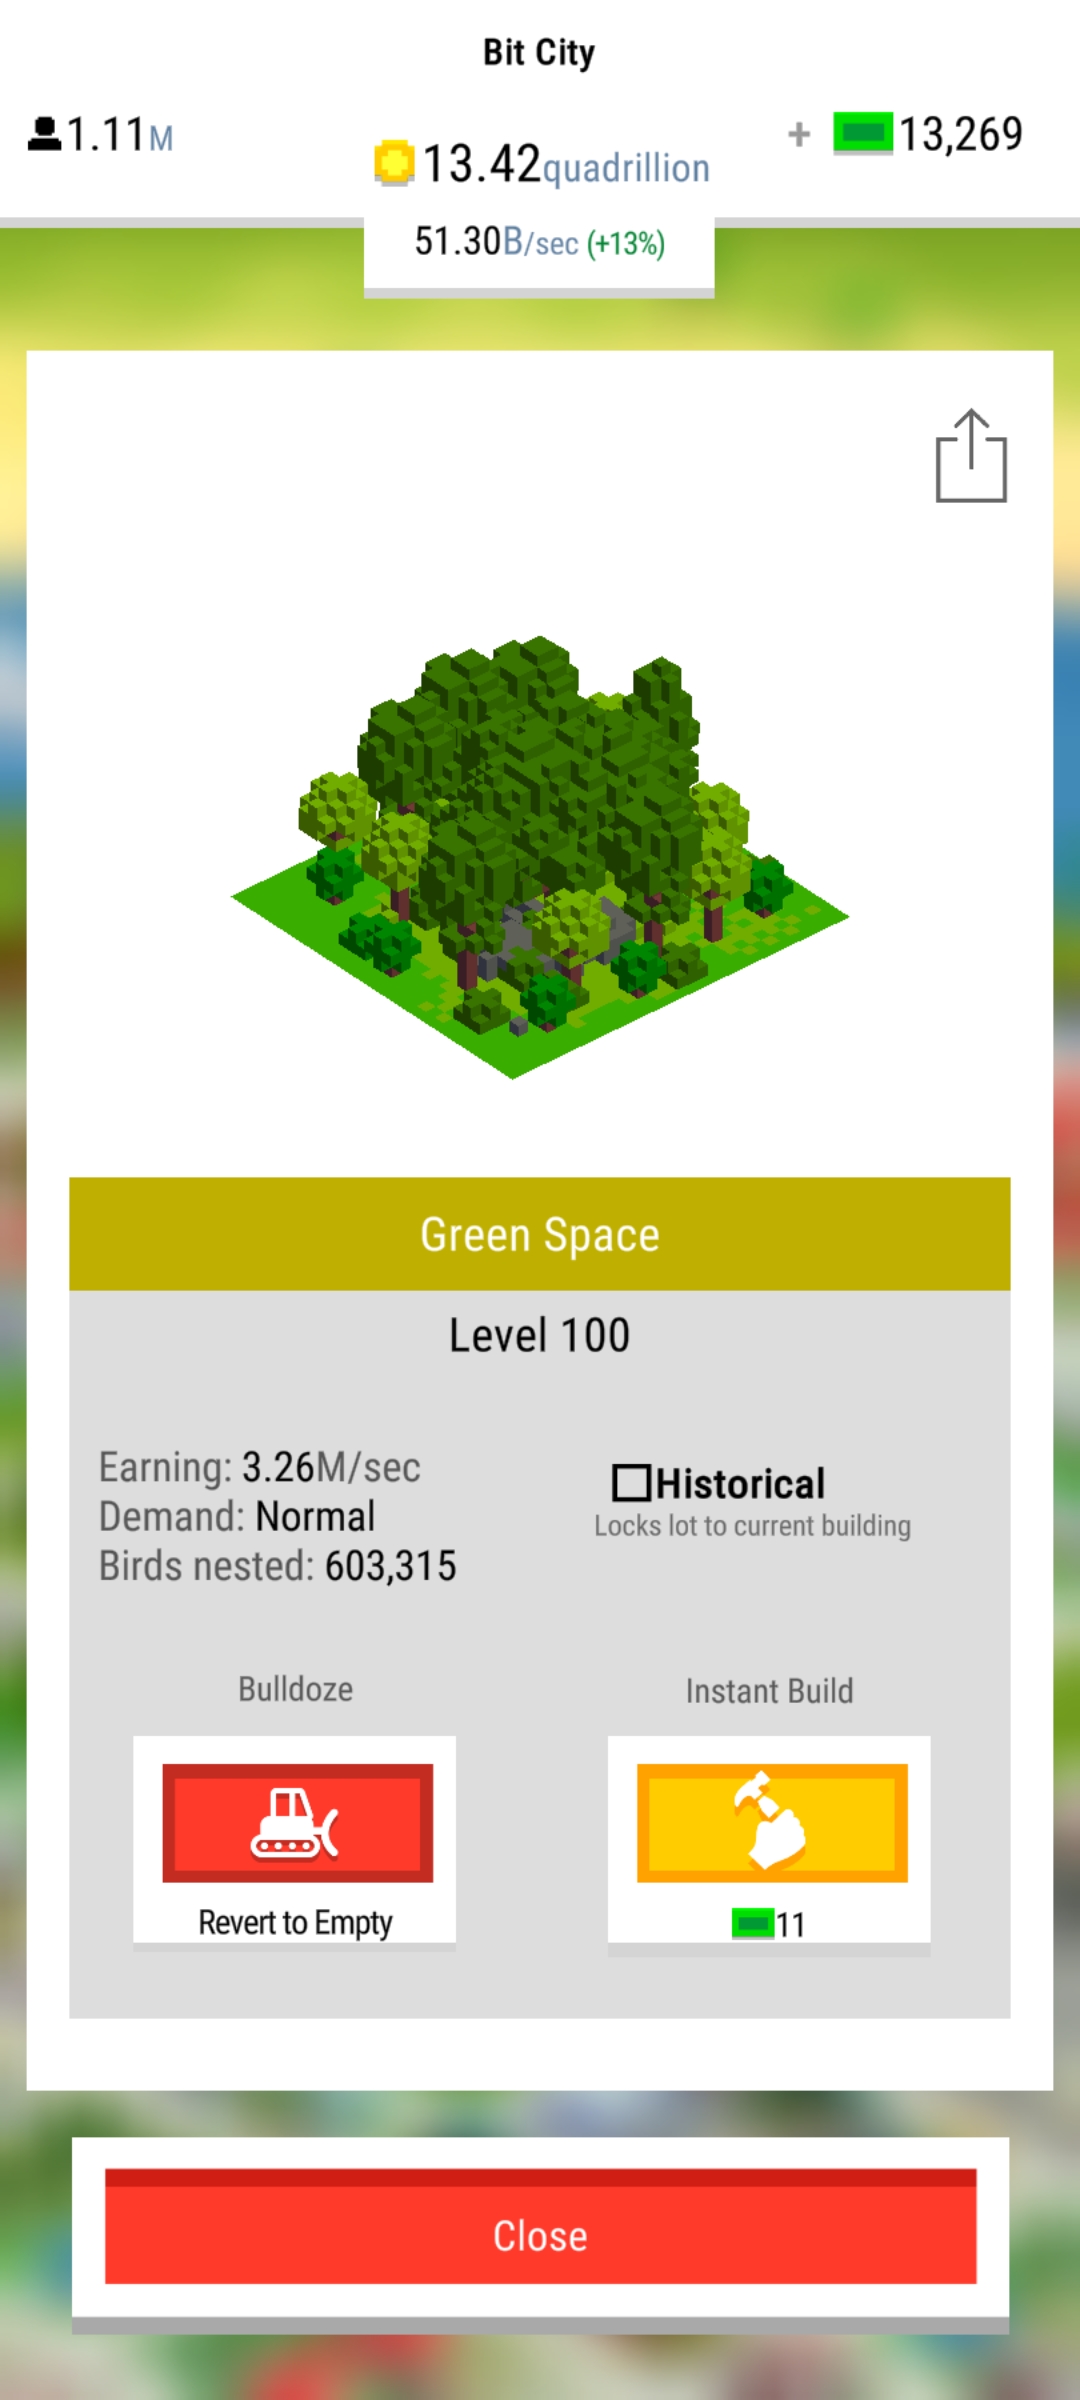 Bit City
1.11M
13.42quadrillion
+ 13,269
51.30B/sec (+13%)
Green Space
Level 100
Earning: 3.26M/sec
Demand: Normal
Birds nested: 603,315
Historical
Locks lot to current building
Bulldoze
Revert to Empty
Instant Build
11
Close